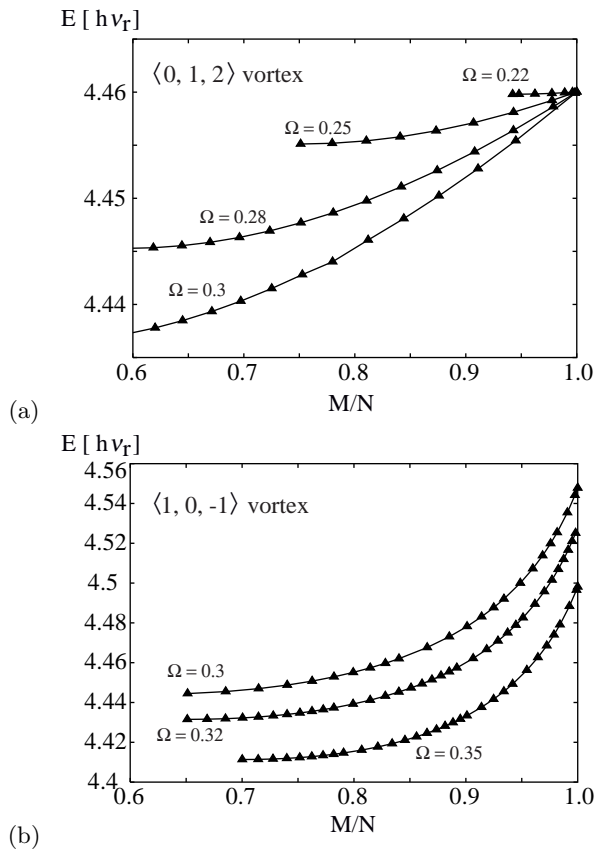 E [ hνr ]
⟨0, 1, 2⟩ vortex
Ω = 0.22
4.46
Ω = 0.25
4.45
Ω = 0.28
4.44
Ω = 0.3
0.6 0.7 0.8 0.9 1.0
M/N
(a)
E [ hνr ]
4.56
⟨1, 0, -1⟩ vortex
4.54
4.52
4.5
4.48
4.46
Ω = 0.3
4.44
Ω = 0.32
4.42
Ω = 0.35
4.4
0.6 0.7 0.8 0.9 1.0
M/N
(b)